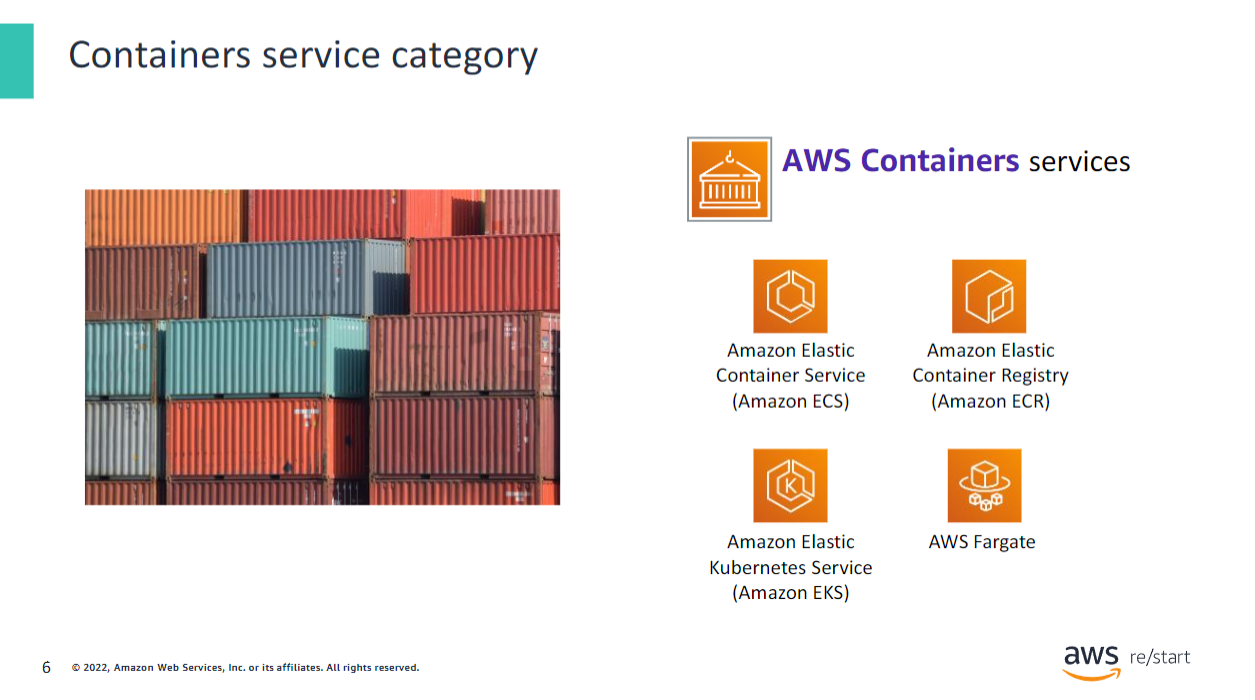 Containers service category
AWS Containers services
Amazon Elastic
Container Service
(Amazon ECS)
Amazon Elastic
Container Registry
(Amazon ECR)
K
Amazon Elastic
Kubernetes Service
(Amazon EKS)
AWS Fargate
6
© 2022, Amazon Web Services, Inc. or its affiliates. All rights reserved.
aws re/start